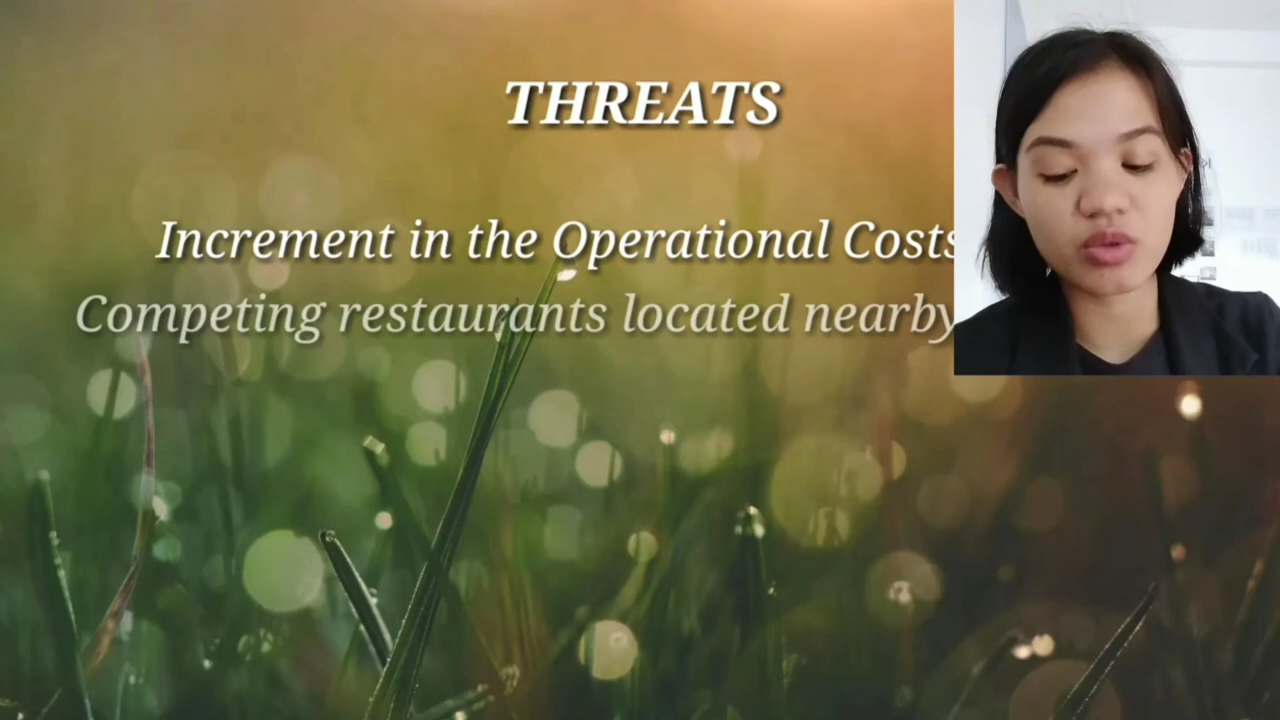 THREATS
Increment in the Operational Costs
Competing restaurants located nearby